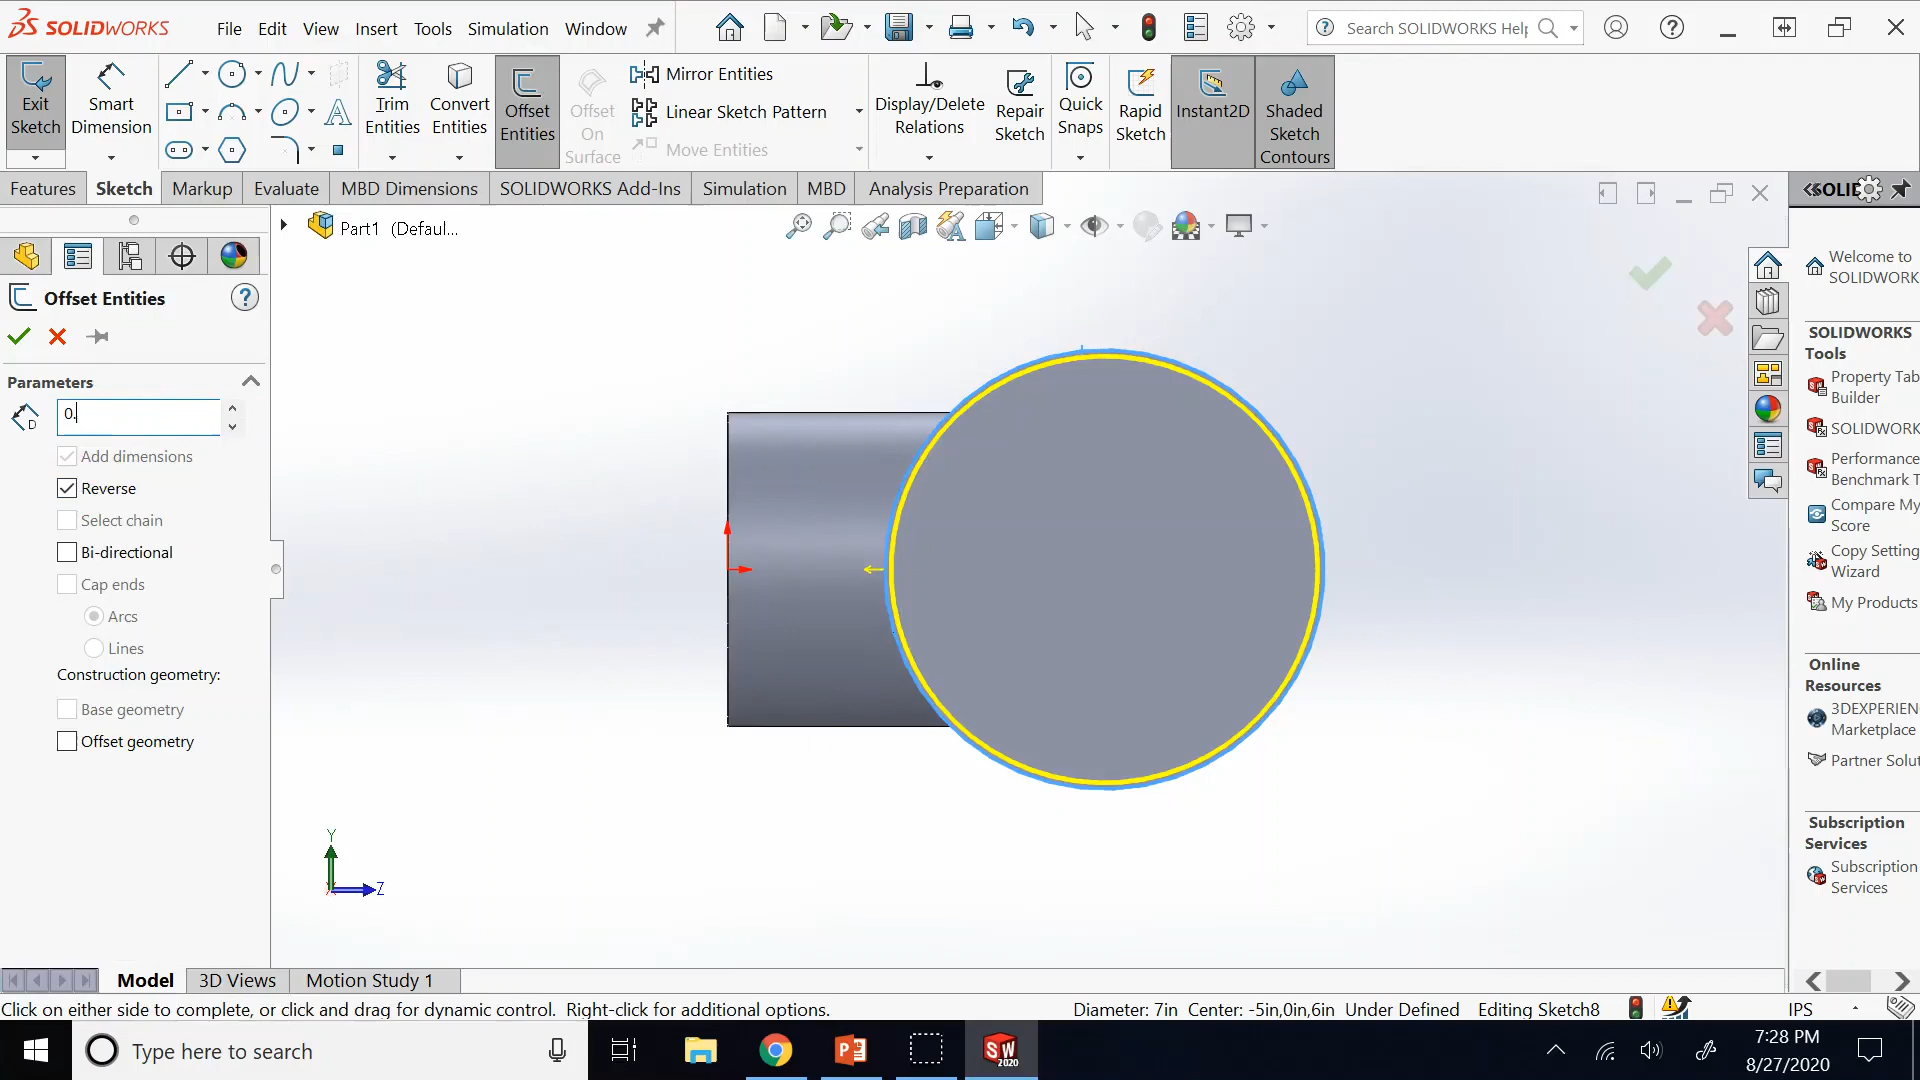 SOLIDWORKS
File Edit View Insert Tools Simulation Window
Search SOLIDWORKS Help
Exit Sketch
Smart Dimension
Trim Entities
Convert Entities
Offset Entities
Offset On Surface
Mirror Entities
Linear Sketch Pattern
Move Entities
Display/Delete Relations
Repair Sketch
Quick Snaps
Rapid Sketch
Instant2D
Shaded Sketch Contours
Features Sketch Markup Evaluate MBD Dimensions SOLIDWORKS Add-Ins Simulation MBD Analysis Preparation
Part1 (Defaul...
Offset Entities
Parameters
0.
Add dimensions
Reverse
Select chain
Bi-directional
Cap ends
Arcs
Lines
Construction geometry:
Base geometry
Offset geometry
Y
Z
Welcome to
SOLIDWORKS
SOLIDWORKS
Tools
Property Tab
Builder
SOLIDWORK
Performance
Benchmark T
Compare My
Score
Copy Setting
Wizard
My Products
Online
Resources
3DEXPERIEN
Marketplace
Partner Solu
Subscription
Services
Subscription
Services
Model 3D Views Motion Study 1
Click on either side to complete, or click and drag for dynamic control. Right-click for additional options.
Diameter: 7in Center: -5in,0in,6in Under Defined Editing Sketch8 IPS
Type here to search
SW
2020
7:28 PM
8/27/2020